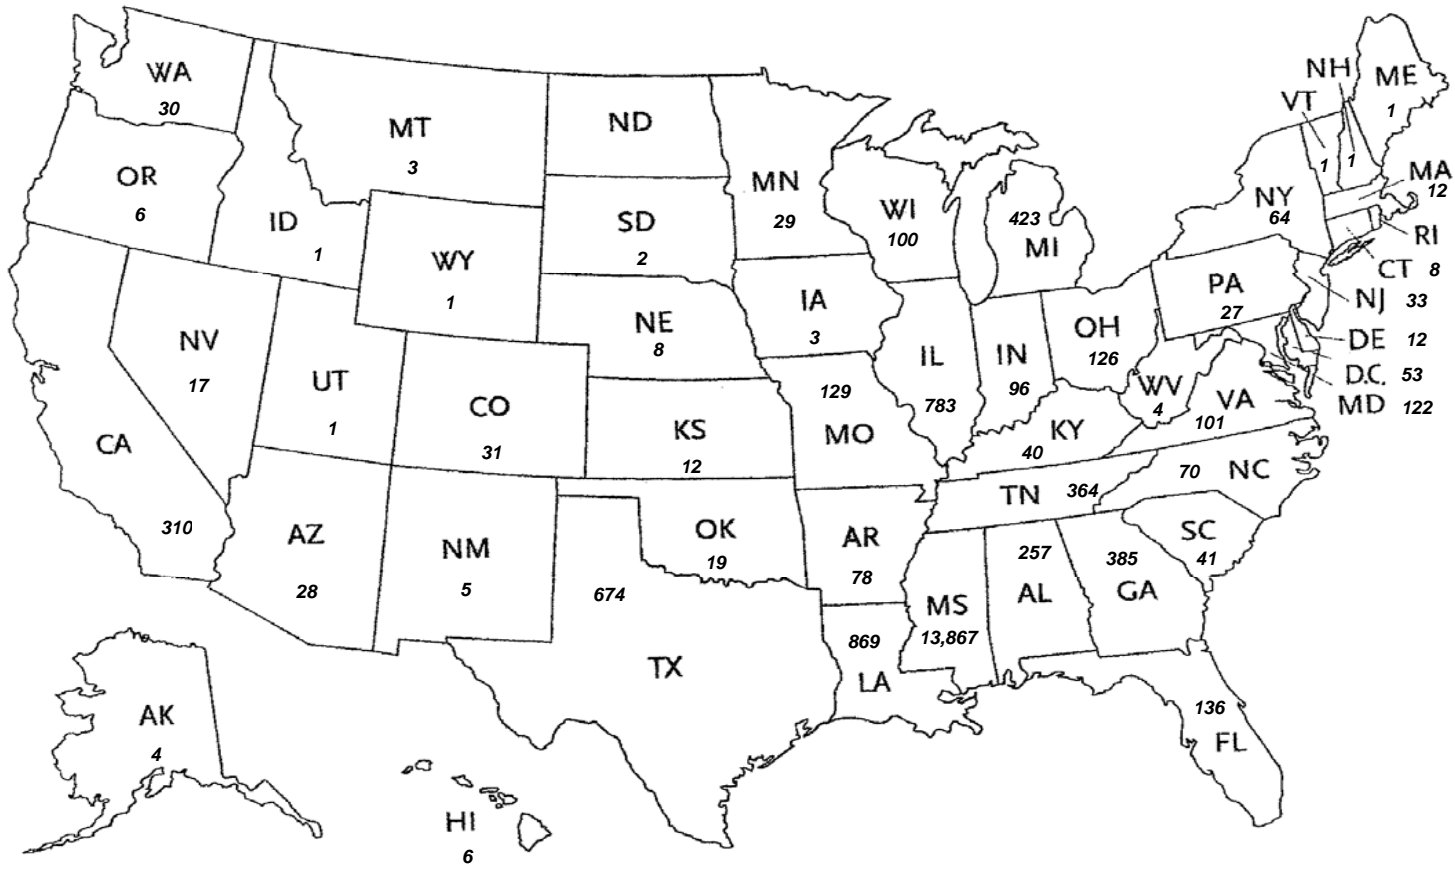 WA
30
OR
6
ID
1
MT
3
ND
SD
2
WY
1
NE
8
NV
17
UT
1
CO
31
KS
12
CA
310
AZ
28
NM
5
OK
19
TX
674
MN
29
IA
3
129
MO
AR
78
869
LA
WI
100
423
MI
IL
783
IN
96
OH
126
KY
40
TN 364
MS
13,867
257
AL
385
GA
136
FL
SC
41
70 NC
VA
101
WV
4
PA
27
NY
64
VT
1
NH
1
ME
1
MA
12
RI
CT 8
NJ 33
DE 12
D.C. 53
MD 122
AK
4
HI
6